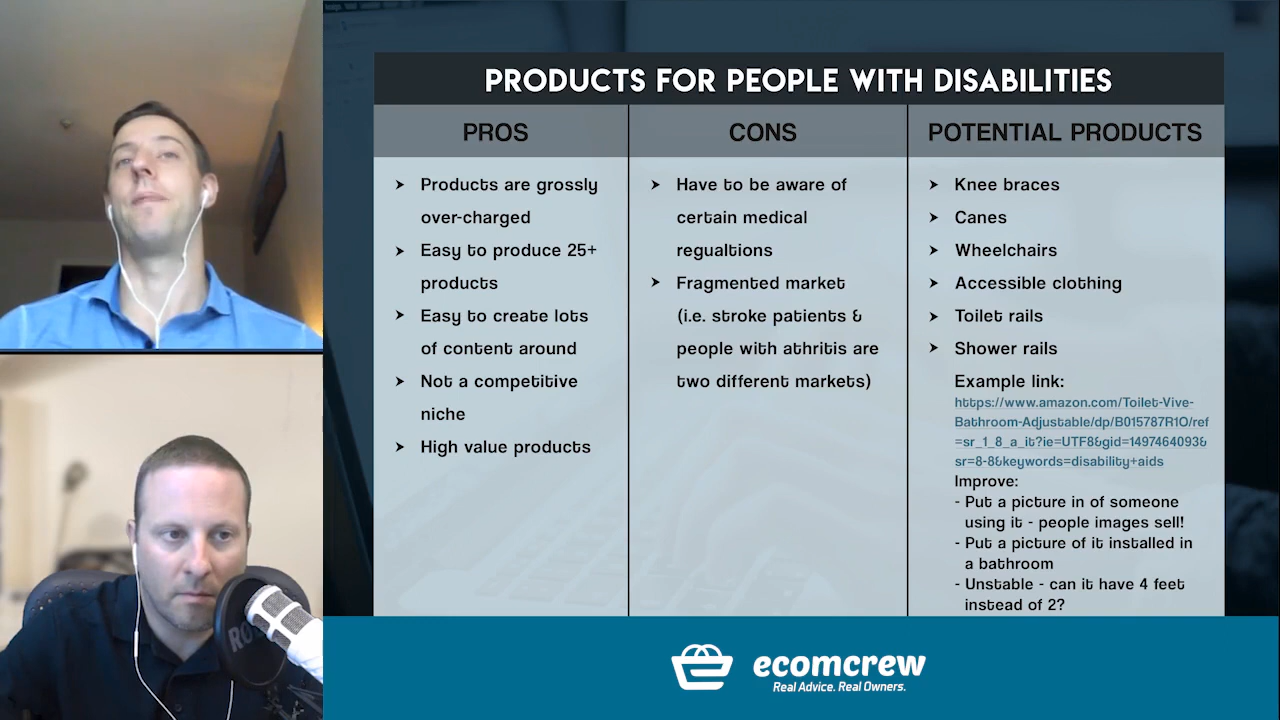 PRODUCTS FOR PEOPLE WITH DISABILITIES
PROS
Products are grossly
over-charged
Easy to produce 25+
products
Easy to create lots
of content around
Not a competitive
niche
High value products
CONS
Have to be aware of
certain medical
regualtions
Fragmented market
(i.e. stroke patients &
people with athritis are
two different markets)
POTENTIAL PRODUCTS
Knee braces
Canes
Wheelchairs
Accessible clothing
Toilet rails
Shower rails
Example link:
https://www.amazon.com/Toilet-Vive-
Bathroom-Adjustable/dp/B015787R1O/ref
=sr_1_8_a_it?ie=UTF8&qid=1497464093&
sr=8-8&keywords=disability+aids
Improve:
- Put a picture in of someone
using it - people images sell!
- Put a picture of it installed in
a bathroom
- Unstable - can it have 4 feet
instead of 2?
ecomcrew
Real Advice. Real Owners.